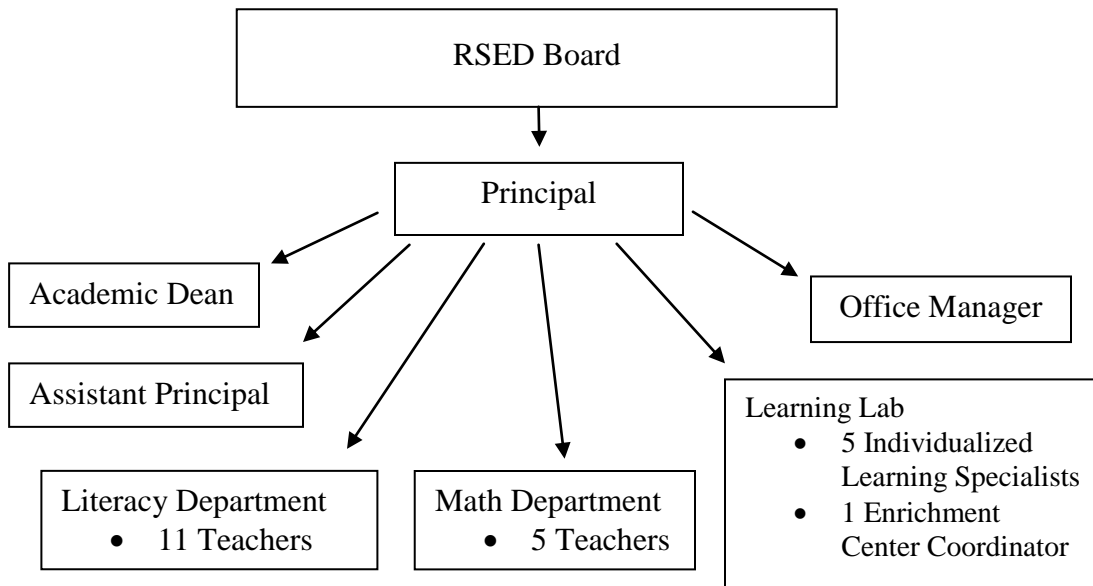 RSED Board
Principal
Academic Dean
Office Manager
Assistant Principal
Literacy Department
• 11 Teachers
Math Department
• 5 Teachers
Learning Lab
• 5 Individualized
Learning Specialists
• 1 Enrichment
Center Coordinator